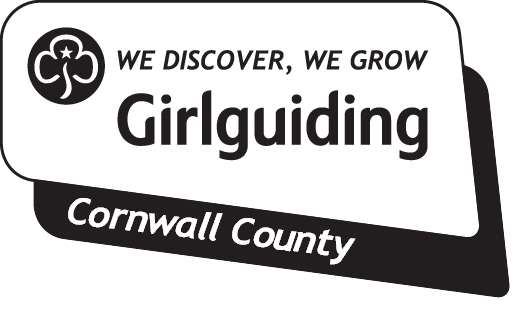 WE DISCOVER, WE GROW
Girlguiding
Cornwall County